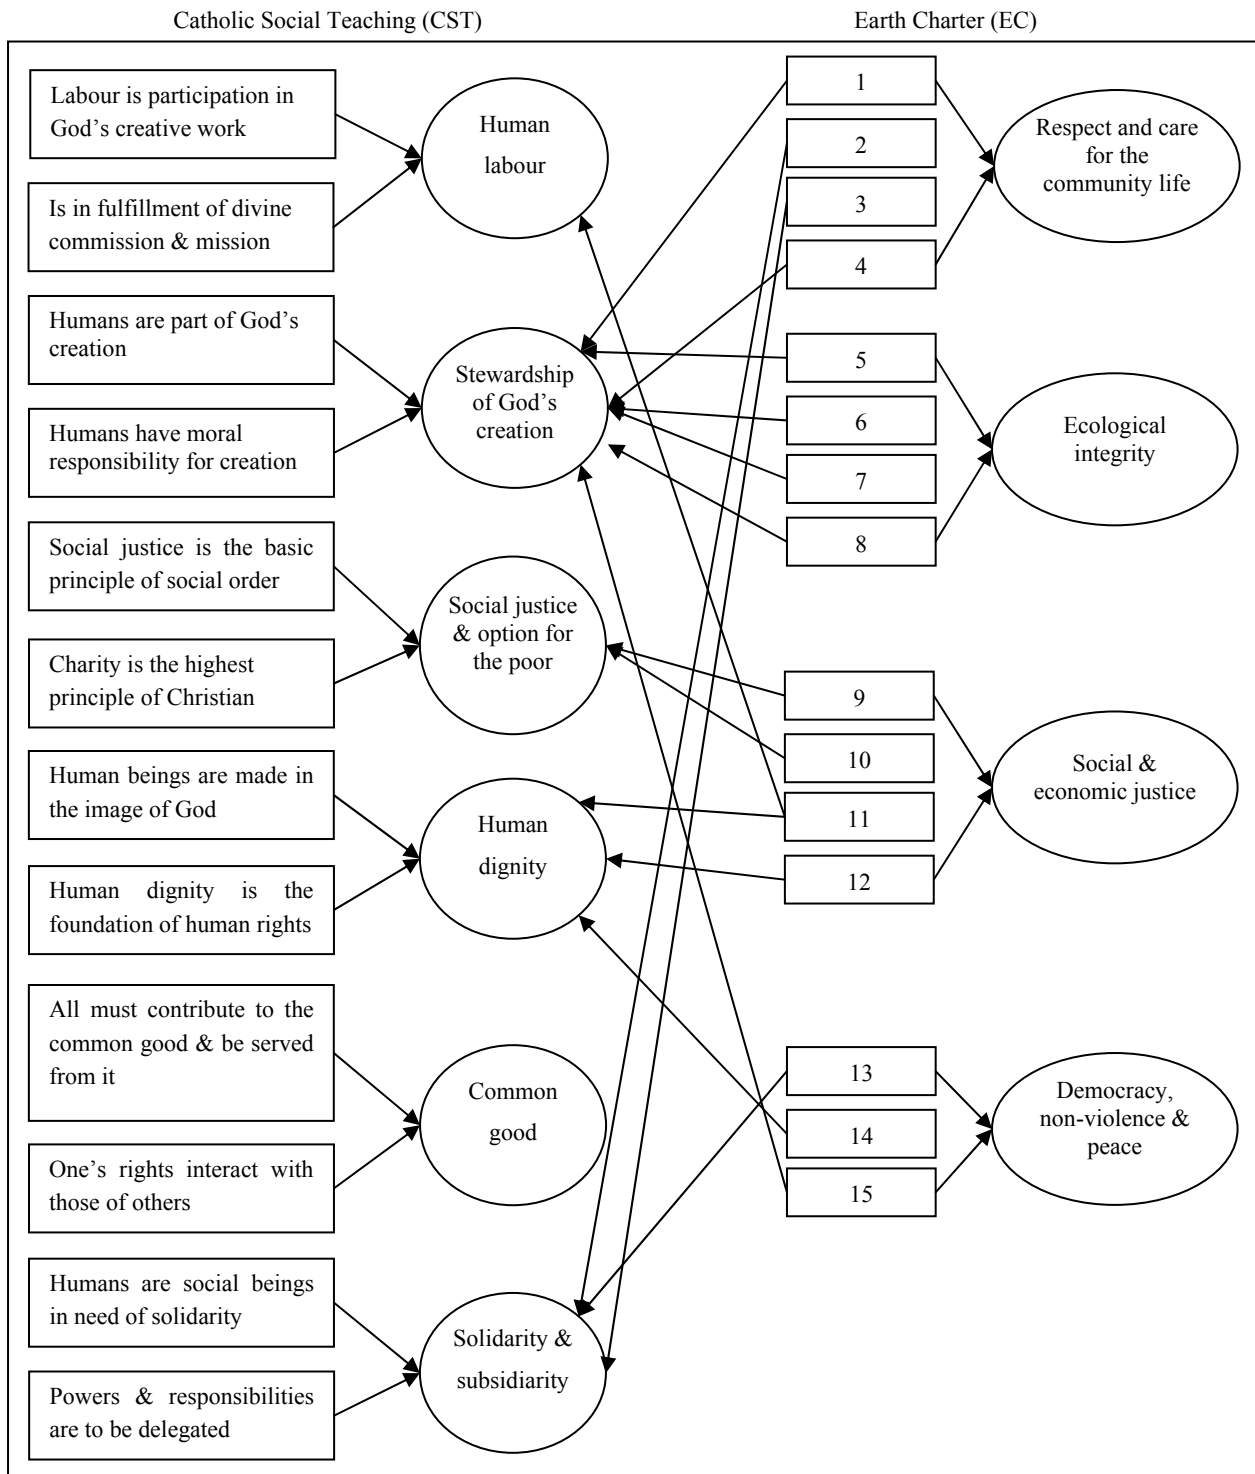 Catholic Social Teaching (CST)
Earth Charter (EC)
Labour is participation in
God’s creative work
Is in fulfillment of divine
commission & mission
Humans are part of God’s
creation
Humans have moral
responsibility for creation
Social justice is the basic
principle of social order
Charity is the highest
principle of Christian
Human beings are made in
the image of God
Human dignity is the
foundation of human rights
All must contribute to the
common good & be served
from it
One’s rights interact with
those of others
Humans are social beings
in need of solidarity
Powers & responsibilities
are to be delegated
Human
labour
Stewardship
of God’s
creation
Social justice
& option for
the poor
Human
dignity
Common
good
Solidarity &
subsidiarity
1
2
3
4
5
6
7
8
9
10
11
12
13
14
15
Respect and care
for the
community life
Ecological
integrity
Social &
economic justice
Democracy,
non-violence &
peace